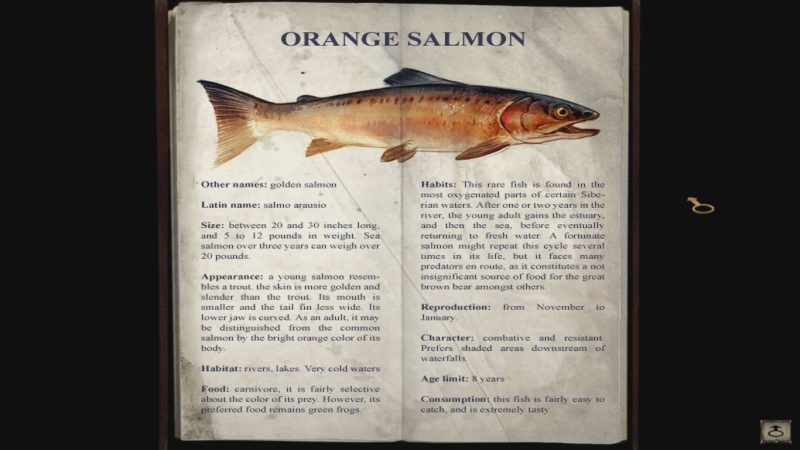 ORANGE SALMON
Other names: golden salmon
Latin name: salmo arausio
Size: between 20 and 30 inches long,
and 5 to 12 pounds in weight. Sea
salmon over three years can weigh over
20 pounds.
Appearance: a young salmon resem-
bles a trout. the skin is more golden and
slender than the trout. Its mouth is
smaller and the tail fin less wide. Its
lower jaw is curved. As an adult, it may
be distinguished from the common
salmon by the bright orange color of its
body.
Habitat: rivers, lakes. Very cold waters
Food: carnivore, it is fairly selective
about the color of its prey. However, its
preferred food remains green frogs.
Habits: This rare fish is found in the
most oxygenated parts of certain Sibe-
rian waters. After one or two years in the
river, the young adult gains the estuary,
and then the sea, before eventually
returning to fresh water. A fortunate
salmon might repeat this cycle several
times in its life, but it faces many
predators en route, as it constitutes a not
insignificant source of food for the great
brown bear amongst others.
Reproduction: from November to
January.
Character: combative and resistant.
Prefers shaded areas downstream of
waterfalls.
Age limit: 8 years
Consumption: this fish is fairly easy to
catch, and is extremely tasty.